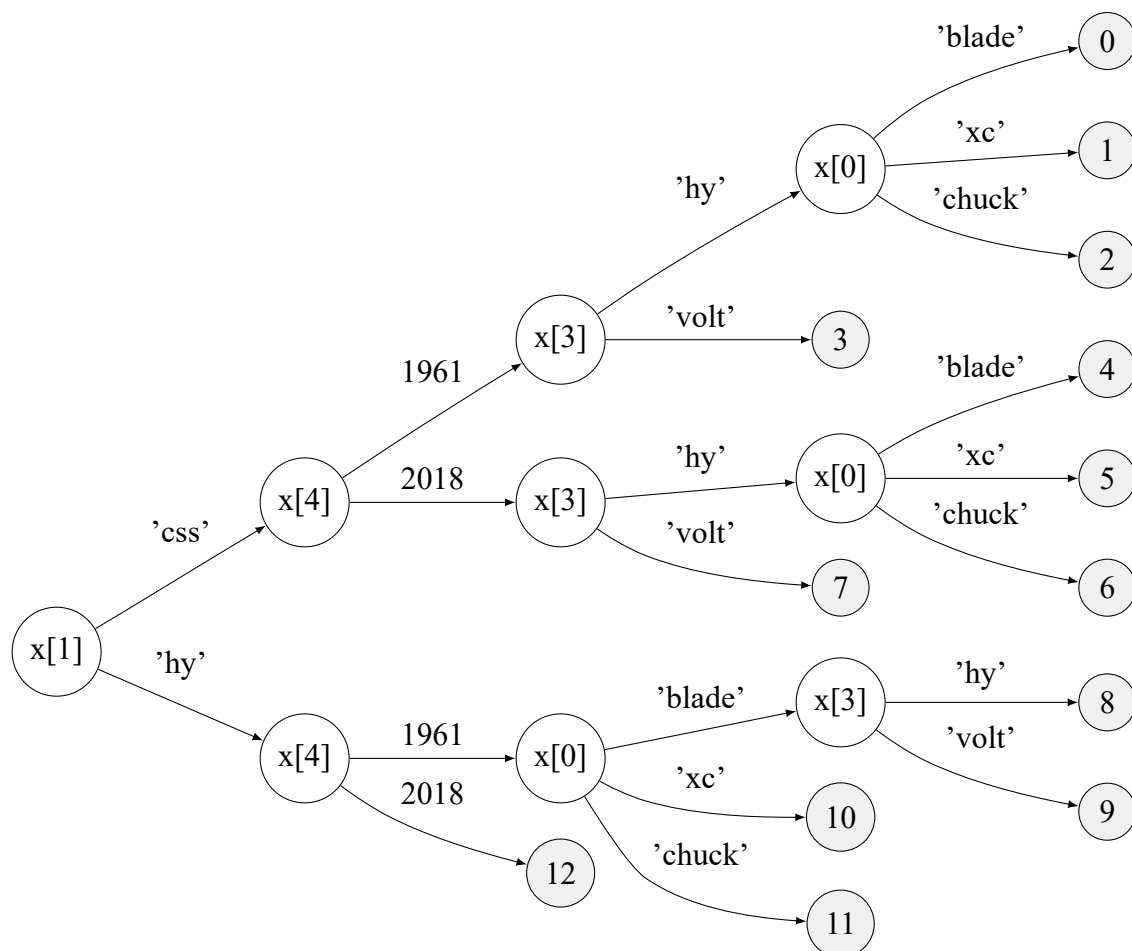 ’blade’
0
’xc’
1
x[0]
’hy’
’chuck’
2
x[3]
’volt’
3
1961
’blade’
4
’hy’
x[0]
’xc’
5
x[4]
2018
x[3]
’chuck’
’css’
’volt’
7
6
x[1]
’hy’
’hy’
’blade’
x[3]
8
1961
’volt’
x[4]
x[0]
’xc’
2018
9
10
’chuck’
12
11